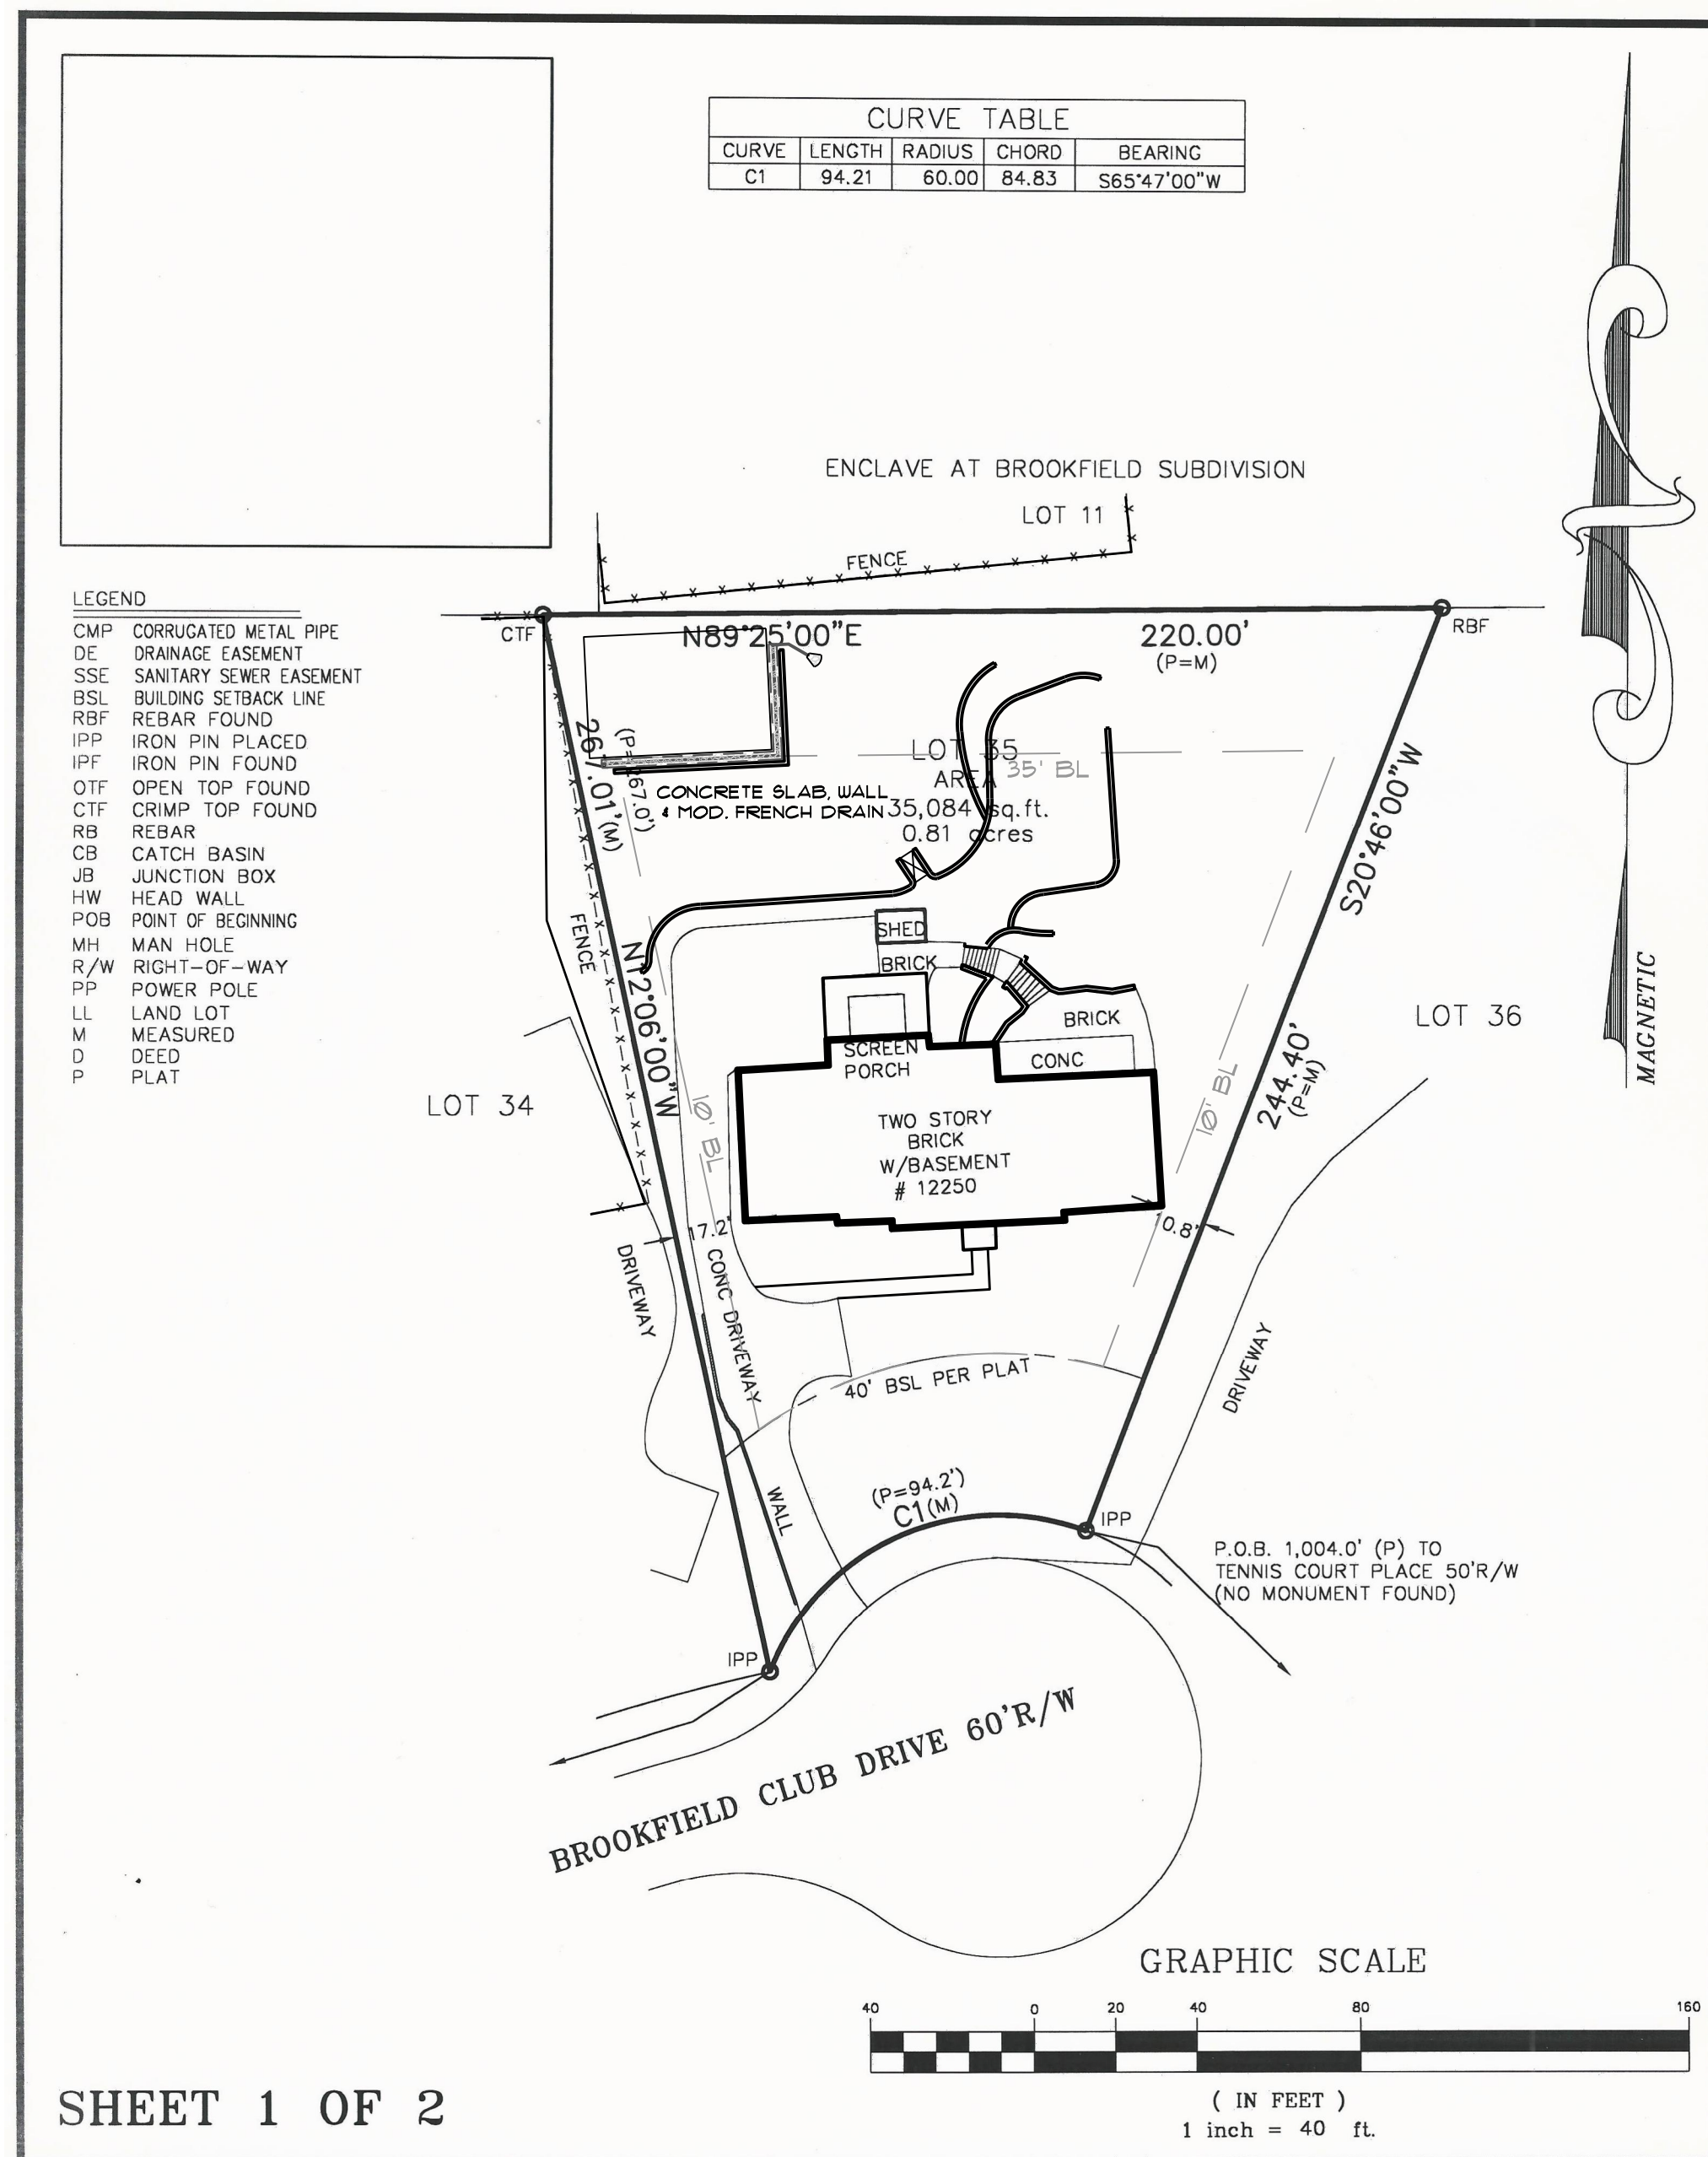 CURVE TABLE
CURVE LENGTH RADIUS CHORD BEARING
C1 94.21 60.00 84.83 S65°47'00"W
ENCLAVE AT BROOKFIELD SUBDIVISION
LOT 11
FENCE
LEGEND
CMP CORRUGATED METAL PIPE
DE DRAINAGE EASEMENT
SSE SANITARY SEWER EASEMENT
BSL BUILDING SETBACK LINE
RBF REBAR FOUND
IPP IRON PIN PLACED
IPF IRON PIN FOUND
OTF OPEN TOP FOUND
CTF CRIMP TOP FOUND
RB REBAR
CB CATCH BASIN
JB JUNCTION BOX
HW HEAD WALL
POB POINT OF BEGINNING
MH MAN HOLE
R/W RIGHT-OF-WAY
PP POWER POLE
LL LAND LOT
M MEASURED
D DEED
P PLAT
CTF
N89°25'00"E
220.00'
(P=M)
RBF
267.01'(M)
(P=267.0')
N12°06'00"W
LOT 35
AREA
35,084 sq.ft.
0.81 acres
35' BL
CONCRETE SLAB, WALL
& MOD. FRENCH DRAIN
S20°46'00"W
244.40'
(P=M)
FENCE
SHED
BRICK
BRICK
SCREEN
PORCH
CONC
LOT 36
MAGNETIC
LOT 34
10' BL
10' BL
TWO STORY
BRICK
W/BASEMENT
# 12250
17.2'
10.8'
DRIVEWAY
CONC DRIVEWAY
DRIVEWAY
40' BSL PER PLAT
WALL
(P=94.2')
C1(M)
IPP
P.O.B. 1,004.0' (P) TO
TENNIS COURT PLACE 50'R/W
(NO MONUMENT FOUND)
IPP
BROOKFIELD CLUB DRIVE 60'R/W
GRAPHIC SCALE
40 0 20 40 80 160
( IN FEET )
1 inch = 40 ft.
SHEET 1 OF 2